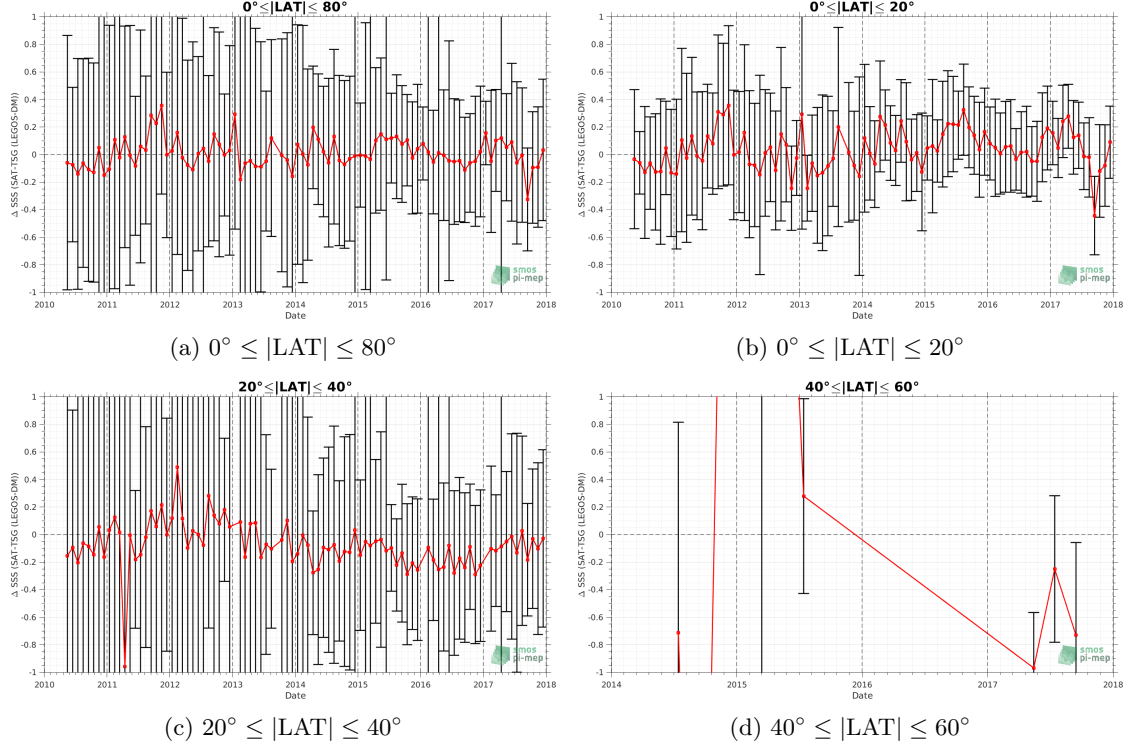 0°≤|LAT|≤ 80°
Δ SSS (SAT-TSG (LEGOS-DM))
1
0.8
0.6
0.4
0.2
0
-0.2
-0.4
-0.6
-0.8
-1
2010 2011 2012 2013 2014 2015 2016 2017 2018
Date
smos
pi-mep
(a) 0° ≤ |LAT| ≤ 80°
0°≤|LAT|≤ 20°
Δ SSS (SAT-TSG (LEGOS-DM))
1
0.8
0.6
0.4
0.2
0
-0.2
-0.4
-0.6
-0.8
-1
2010 2011 2012 2013 2014 2015 2016 2017 2018
Date
smos
pi-mep
(b) 0° ≤ |LAT| ≤ 20°
20°≤|LAT|≤ 40°
Δ SSS (SAT-TSG (LEGOS-DM))
1
0.8
0.6
0.4
0.2
0
-0.2
-0.4
-0.6
-0.8
-1
2010 2011 2012 2013 2014 2015 2016 2017 2018
Date
smos
pi-mep
(c) 20° ≤ |LAT| ≤ 40°
40°≤|LAT|≤ 60°
Δ SSS (SAT-TSG (LEGOS-DM))
1
0.8
0.6
0.4
0.2
0
-0.2
-0.4
-0.6
-0.8
-1
2014 2015 2016 2017 2018
Date
smos
pi-mep
(d) 40° ≤ |LAT| ≤ 60°